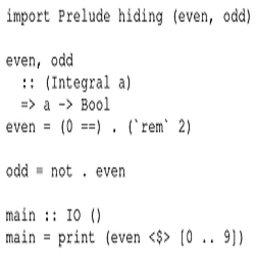 import Prelude hiding (even, odd)

even, odd
  :: (Integral a)
  => a -> Bool
even = (0 ==) . (`rem` 2)

odd = not . even

main :: IO ()
main = print (even <$> [0 .. 9])